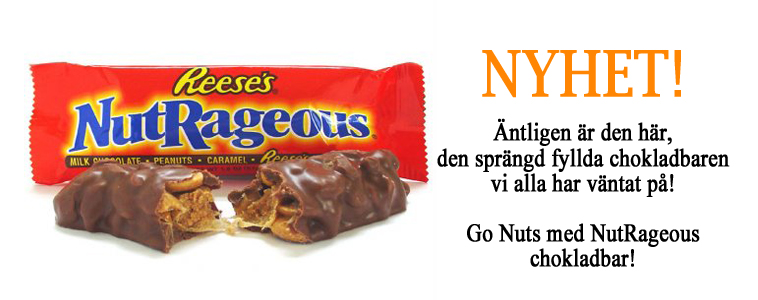 Reese's
NutRageous
MILK CHOCOLATE • PEANUTS • CARAMEL • Reese's
NYHET!
Äntligen är den här,
den sprängd fyllda chokladbaren
vi alla har väntat på!
Go Nuts med NutRageous
chokladbar!